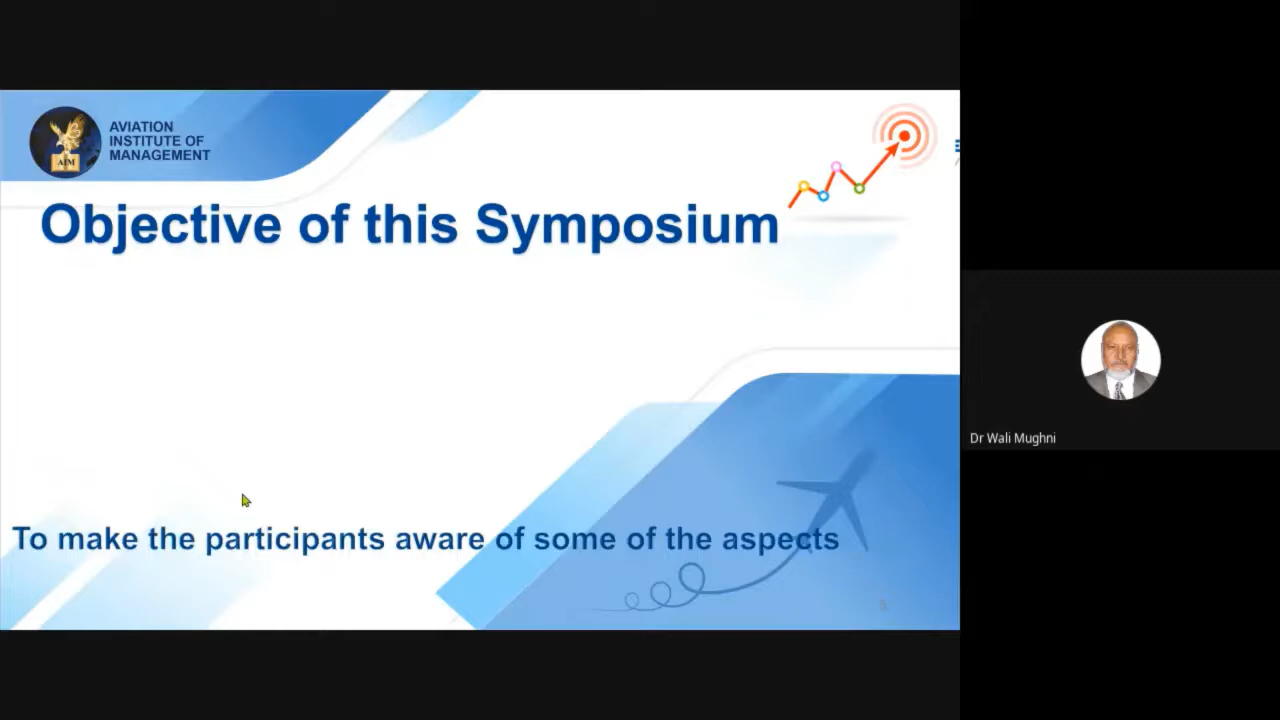 AVIATION
INSTITUTE OF
MANAGEMENT
AIM
Objective of this Symposium
To make the participants aware of some of the aspects
Dr Wali Mughni